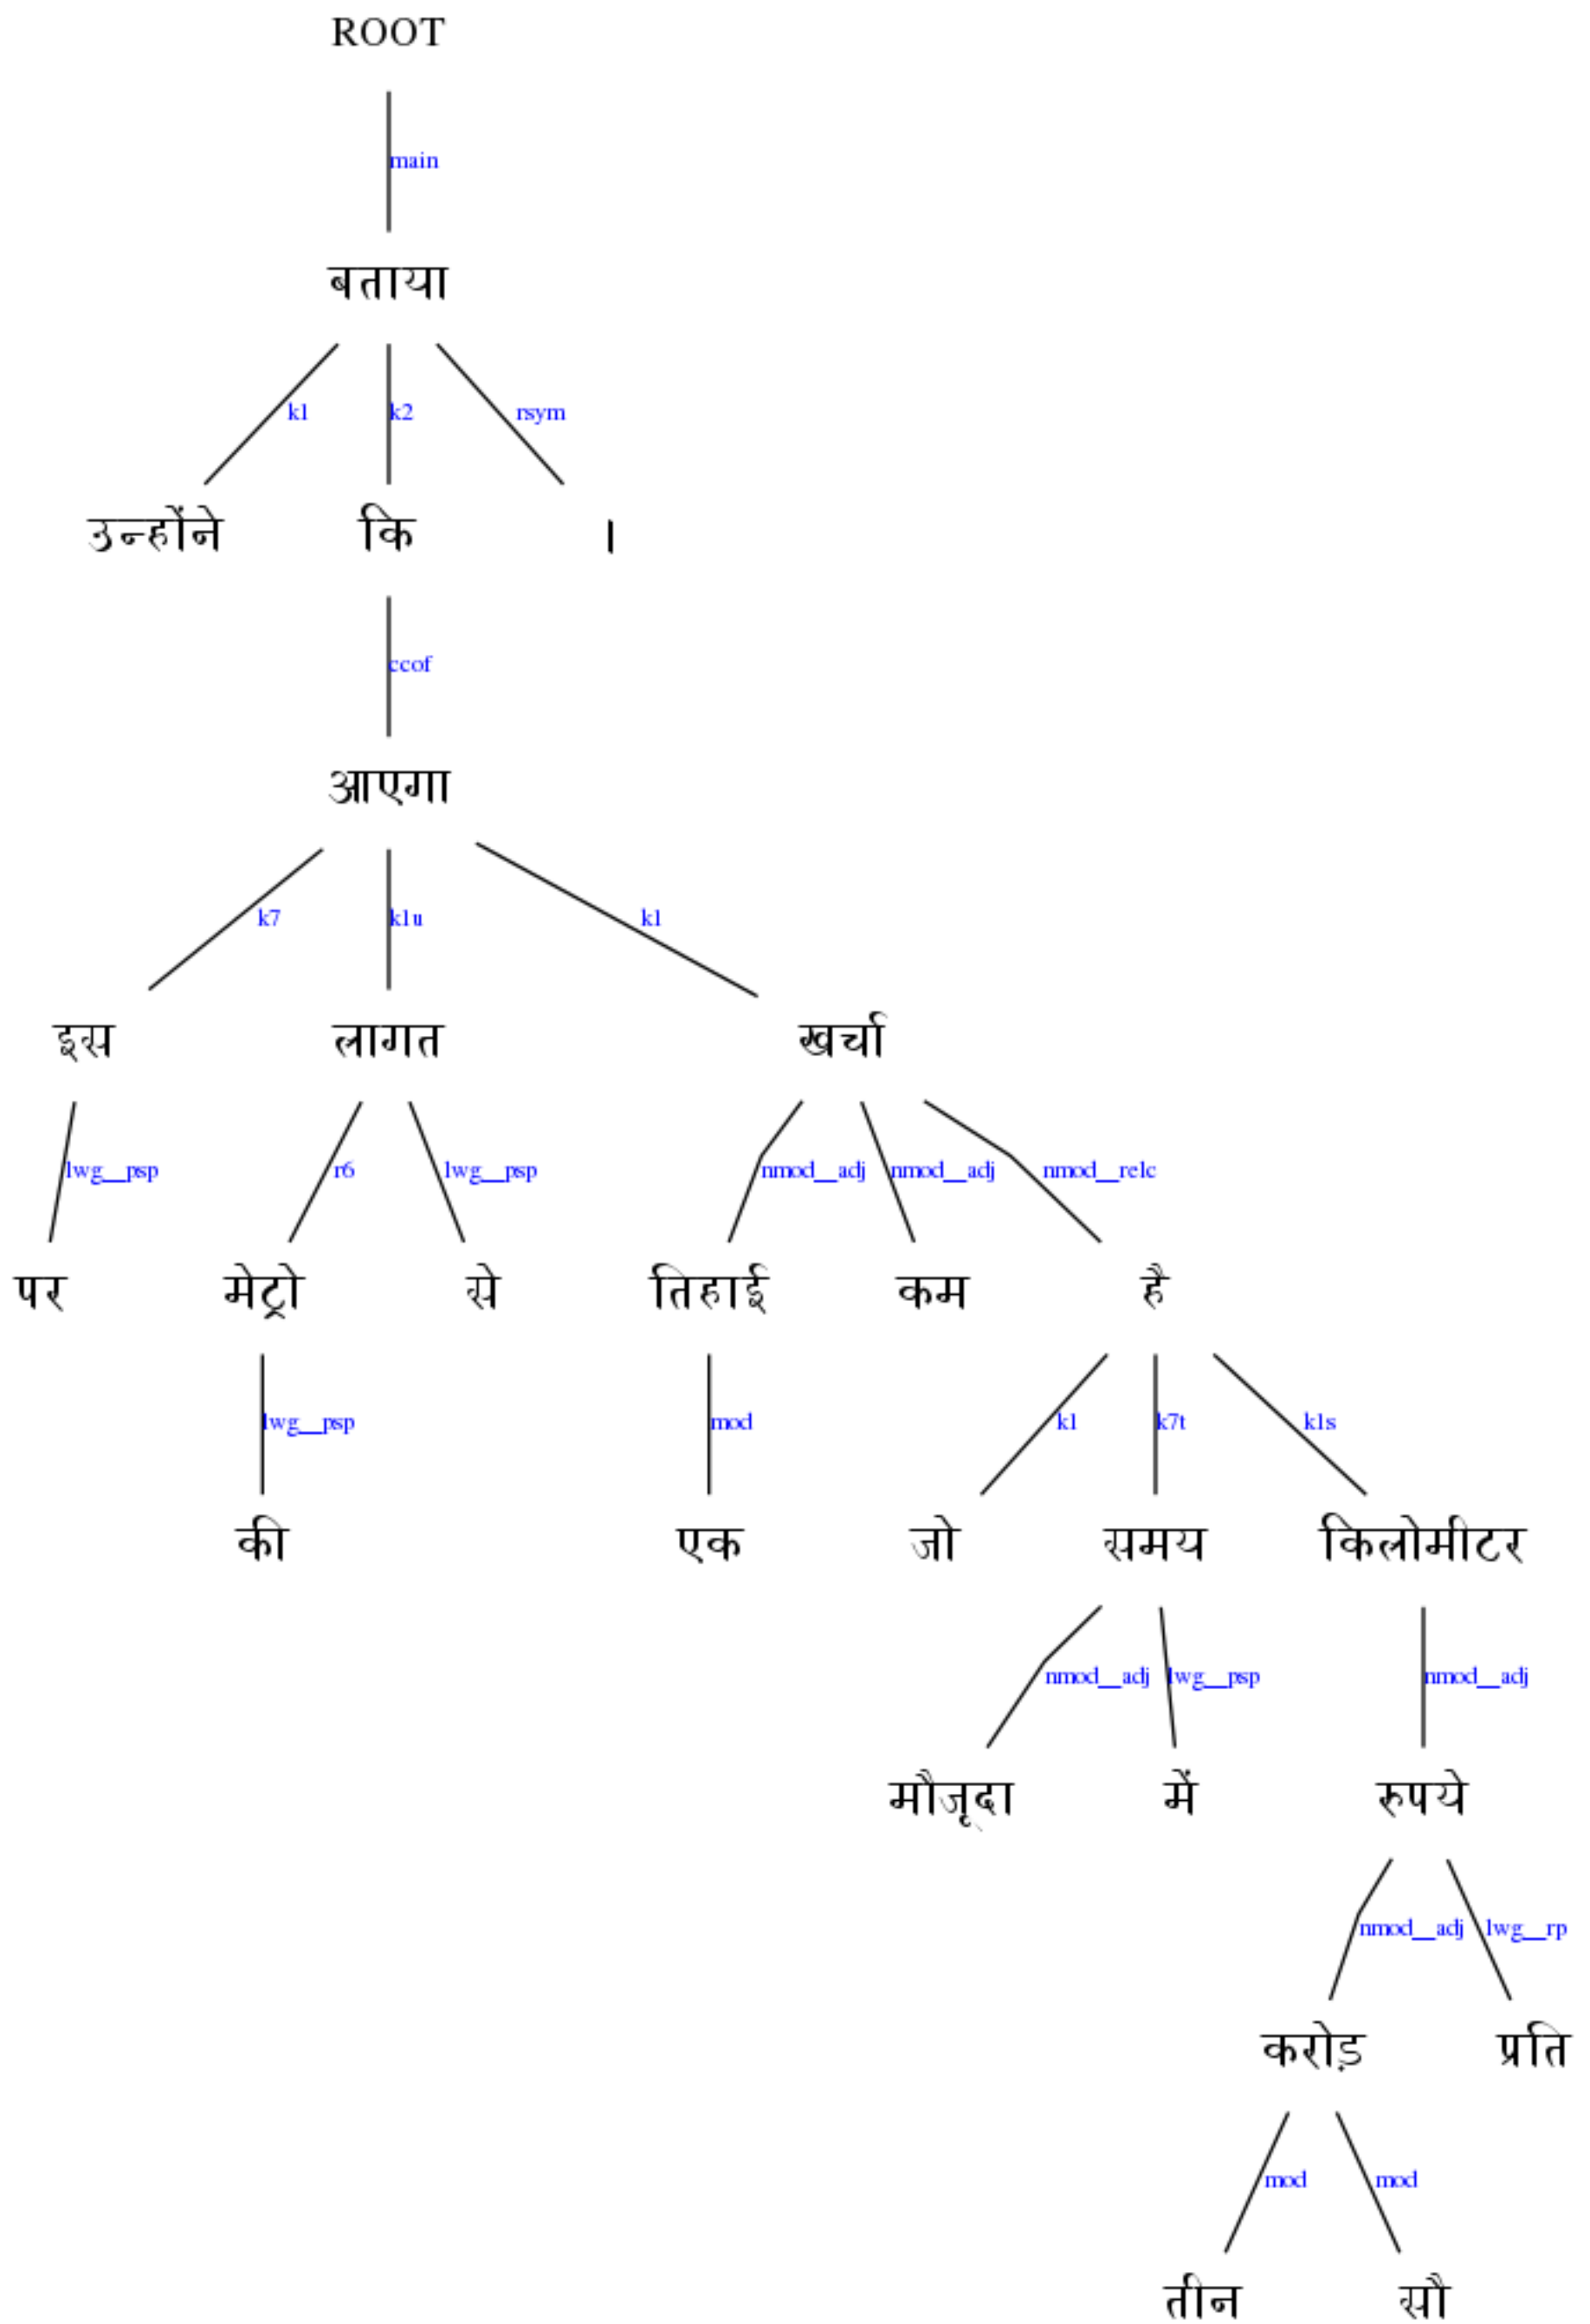 ROOT
main
बताया
k1 k2 rsym
उन्होंने कि ।
ccof
आएगा
k7 k1u k1
इस लागत खर्चा
lwg__psp r6 lwg__psp nmod__adj nmod__adj nmod__relc
पर मेट्रो से तिहाई कम है
lwg__psp mod k1 k7t k1s
की एक जो समय किलोमीटर
nmod__adj lwg__psp nmod__adj
मौजूदा में रुपये
nmod__adj lwg__rp
करोड़ प्रति
mod mod
तीन सौ